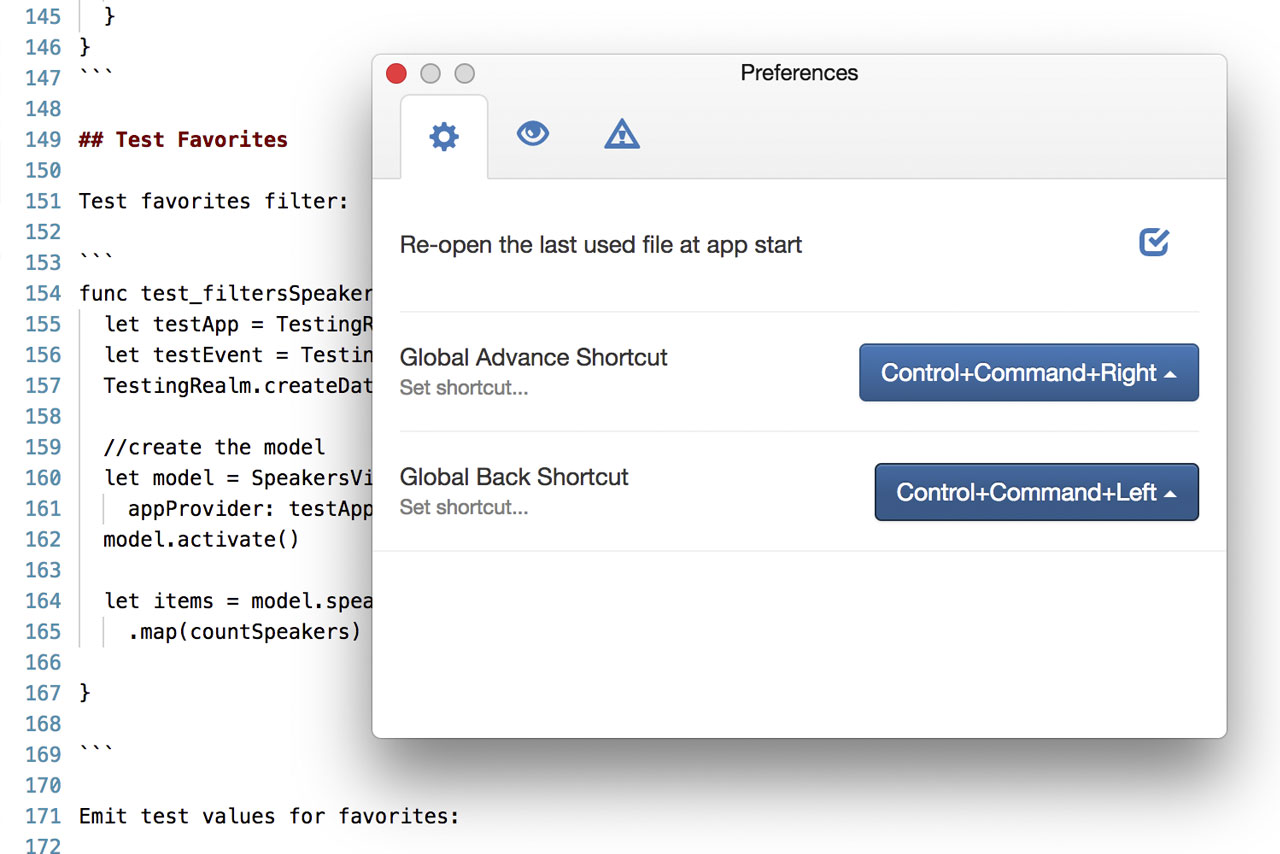 145   }
146 }
147 ```
148
149 ## Test Favorites
150
151 Test favorites filter:
152
153 ```
154 func test_filtersSpeaker
155   let testApp = TestingR
156   let testEvent = Testin
157   TestingRealm.createDat
158
159   //create the model
160   let model = SpeakersVi
161     appProvider: testApp
162   model.activate()
163
164   let items = model.spea
165     .map(countSpeakers)
166
167 }
168
169 ```
170
171 Emit test values for favorites:
172
Preferences
Re-open the last used file at app start
Global Advance Shortcut
Set shortcut...
Control+Command+Right
Global Back Shortcut
Set shortcut...
Control+Command+Left